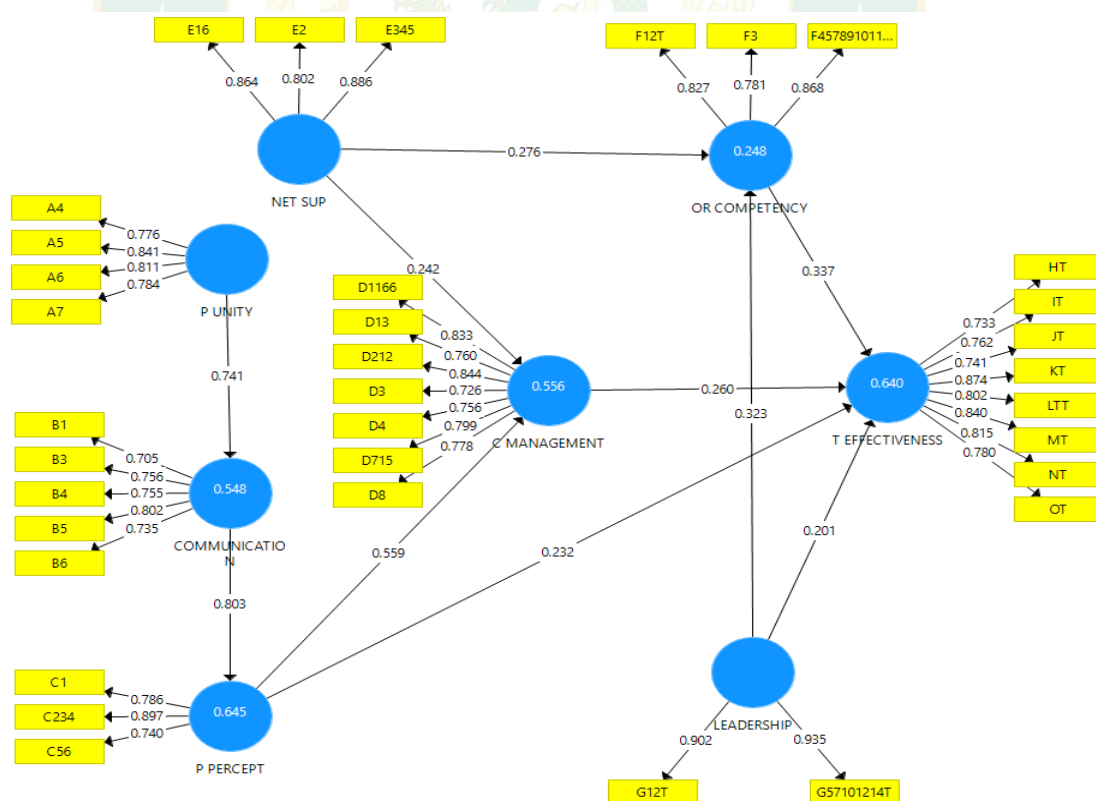 E16
E2
E345
F12T
F3
F457891011...
0.864
0.802
0.886
0.827
0.781
0.868
NET SUP
0.276
0.248
OR COMPETENCY
A4
A5
A6
A7
0.776
0.841
0.811
0.784
P UNITY
0.242
0.337
D1166
D13
D212
D3
D4
D715
D8
0.833
0.760
0.844
0.726
0.756
0.799
0.778
0.556
C MANAGEMENT
0.260
0.323
0.640
T EFFECTIVENESS
0.733
0.762
0.741
0.874
0.802
0.840
0.815
0.780
HT
IT
JT
KT
LTT
MT
NT
OT
0.741
B1
B3
B4
B5
B6
0.705
0.756
0.755
0.802
0.735
0.548
COMMUNICATIO
N
0.559
0.232
0.201
0.803
C1
C234
C56
0.786
0.897
0.740
0.645
P PERCEPT
LEADERSHIP
0.902
0.935
G12T
G57101214T